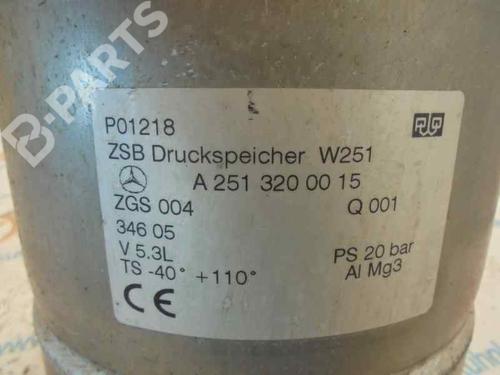 B-PARTS
P01218
ZSB Druckspeicher W251
A 251 320 00 15
ZGS 004 Q 001
346 05
V 5.3L PS 20 bar
TS -40° +110° Al Mg3
CE